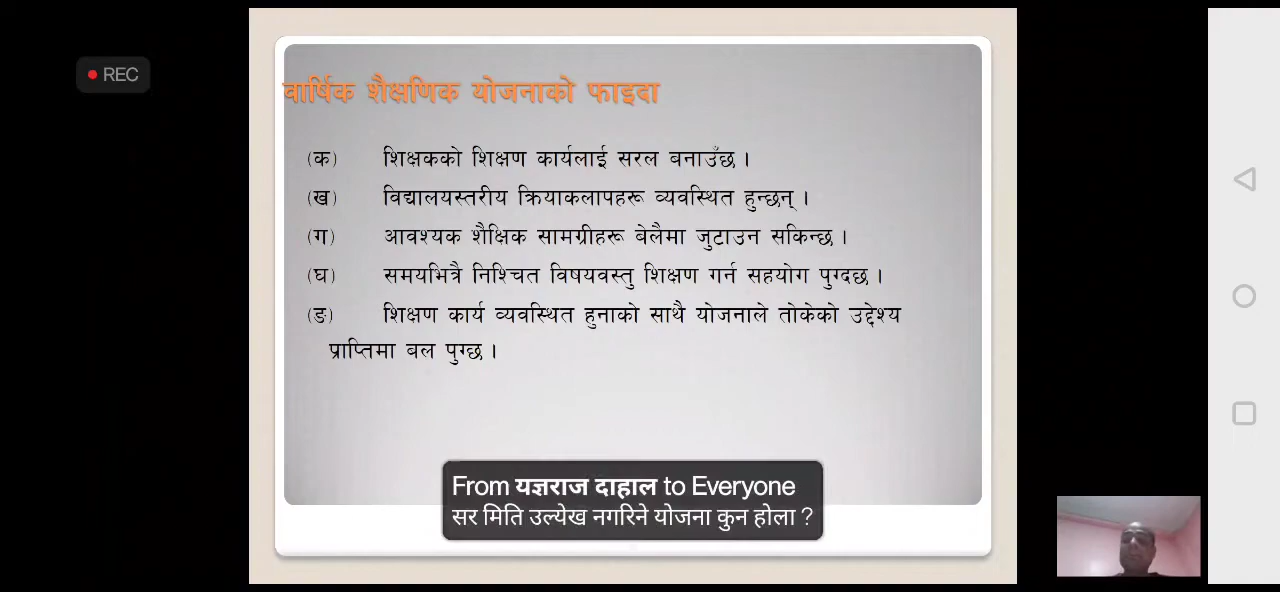 REC
वार्षिक शैक्षणिक योजनाको फाइदा
(क) शिक्षकको शिक्षण कार्यलाई सरल बनाउँछ ।
(ख) विद्यालयस्तरीय क्रियाकलापहरू व्यवस्थित हुन्छन् ।
(ग) आवश्यक शैक्षिक सामग्रीहरू बेलैमा जुटाउन सकिन्छ ।
(घ) समयभित्रै निश्चित विषयवस्तु शिक्षण गर्न सहयोग पुग्दछ ।
(ङ) शिक्षण कार्य व्यवस्थित हुनाको साथै योजनाले तोकेको उद्देश्य
प्राप्तिमा बल पुग्छ ।
From यज्ञराज दाहाल to Everyone
सर मिति उल्येख नगरिने योजना कुन होला ?